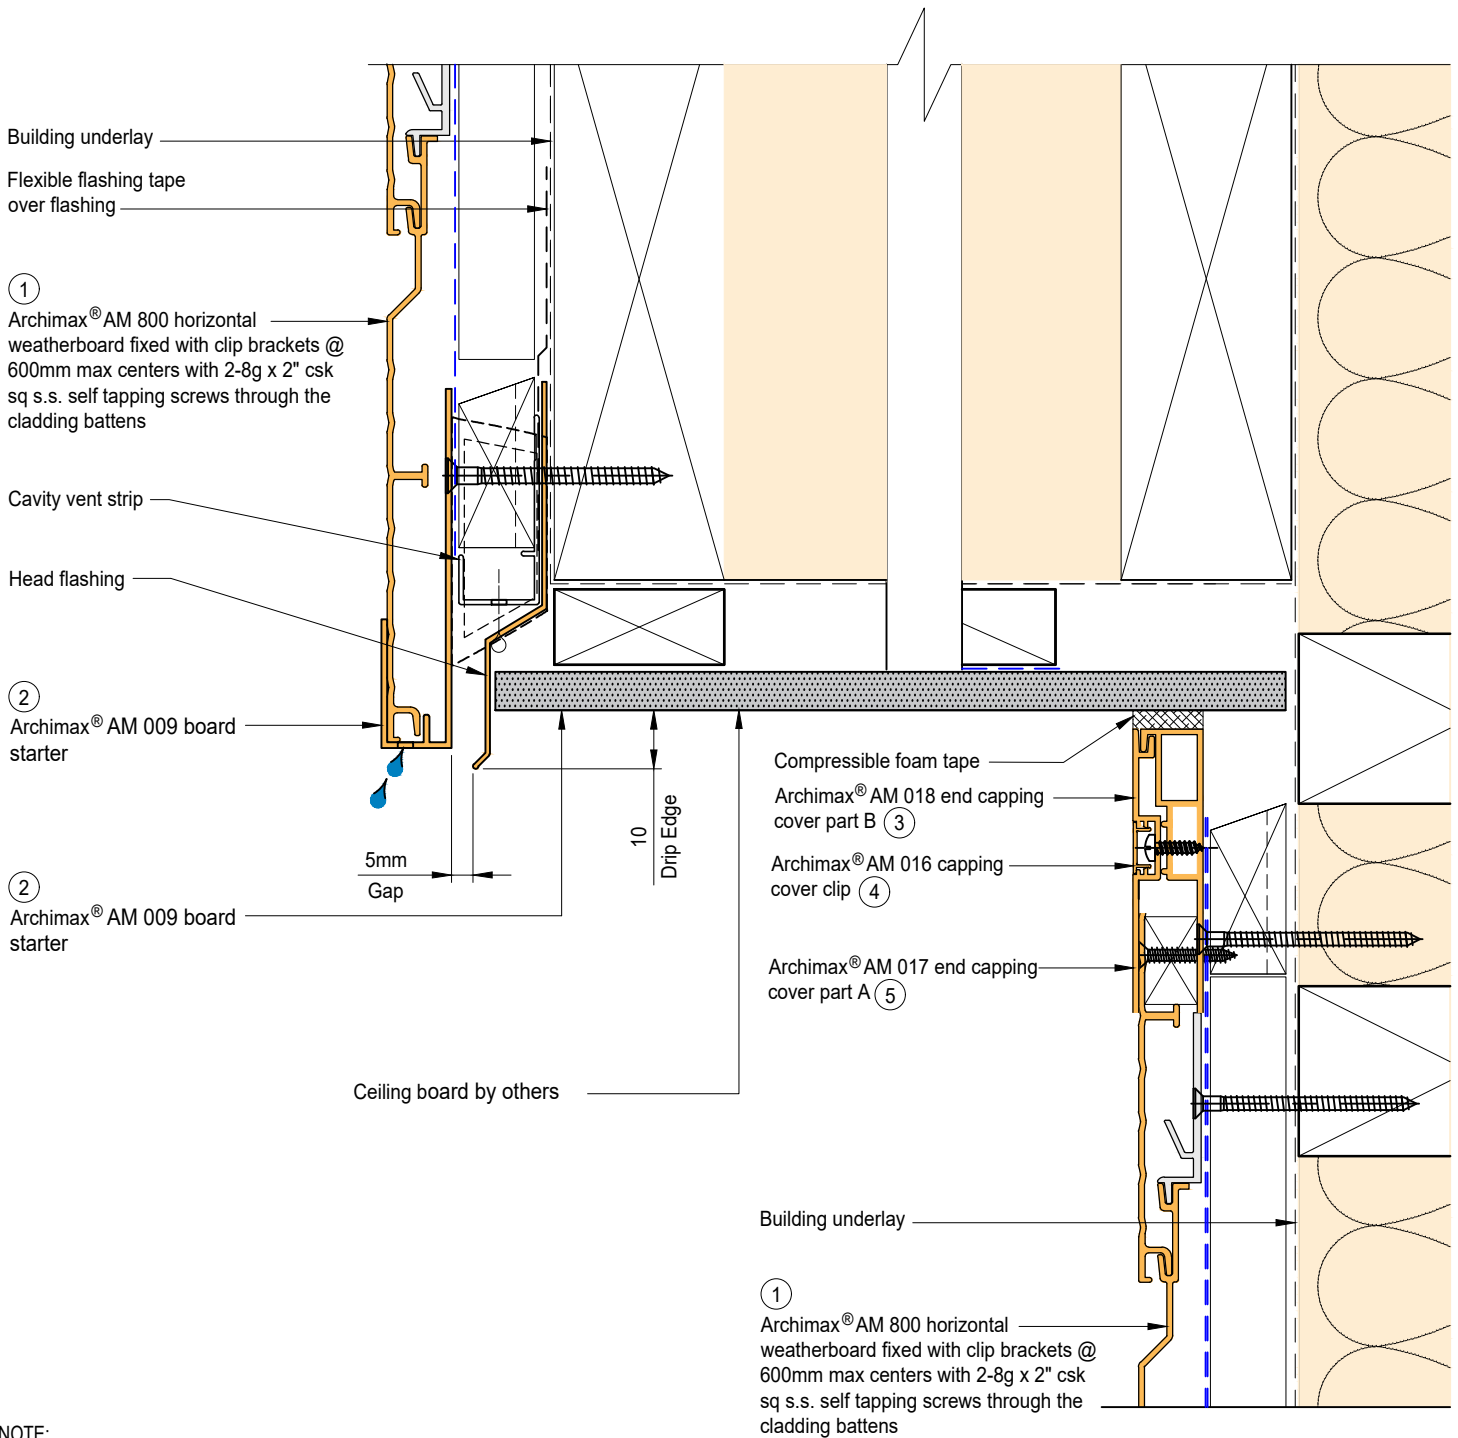 Building underlay
Flexible flashing tape
over flashing
1
Archimax® AM 800 horizontal
weatherboard fixed with clip brackets @
600mm max centers with 2-8g x 2" csk
sq s.s. self tapping screws through the
cladding battens
Cavity vent strip
Head flashing
2
Archimax® AM 009 board
starter
2
Archimax® AM 009 board
starter
5mm
Gap
10
Drip Edge
Compressible foam tape
Archimax® AM 018 end capping
cover part B 3
Archimax® AM 016 capping
cover clip 4
Archimax® AM 017 end capping
cover part A 5
Ceiling board by others
Building underlay
1
Archimax® AM 800 horizontal
weatherboard fixed with clip brackets @
600mm max centers with 2-8g x 2" csk
sq s.s. self tapping screws through the
cladding battens
NOTE: